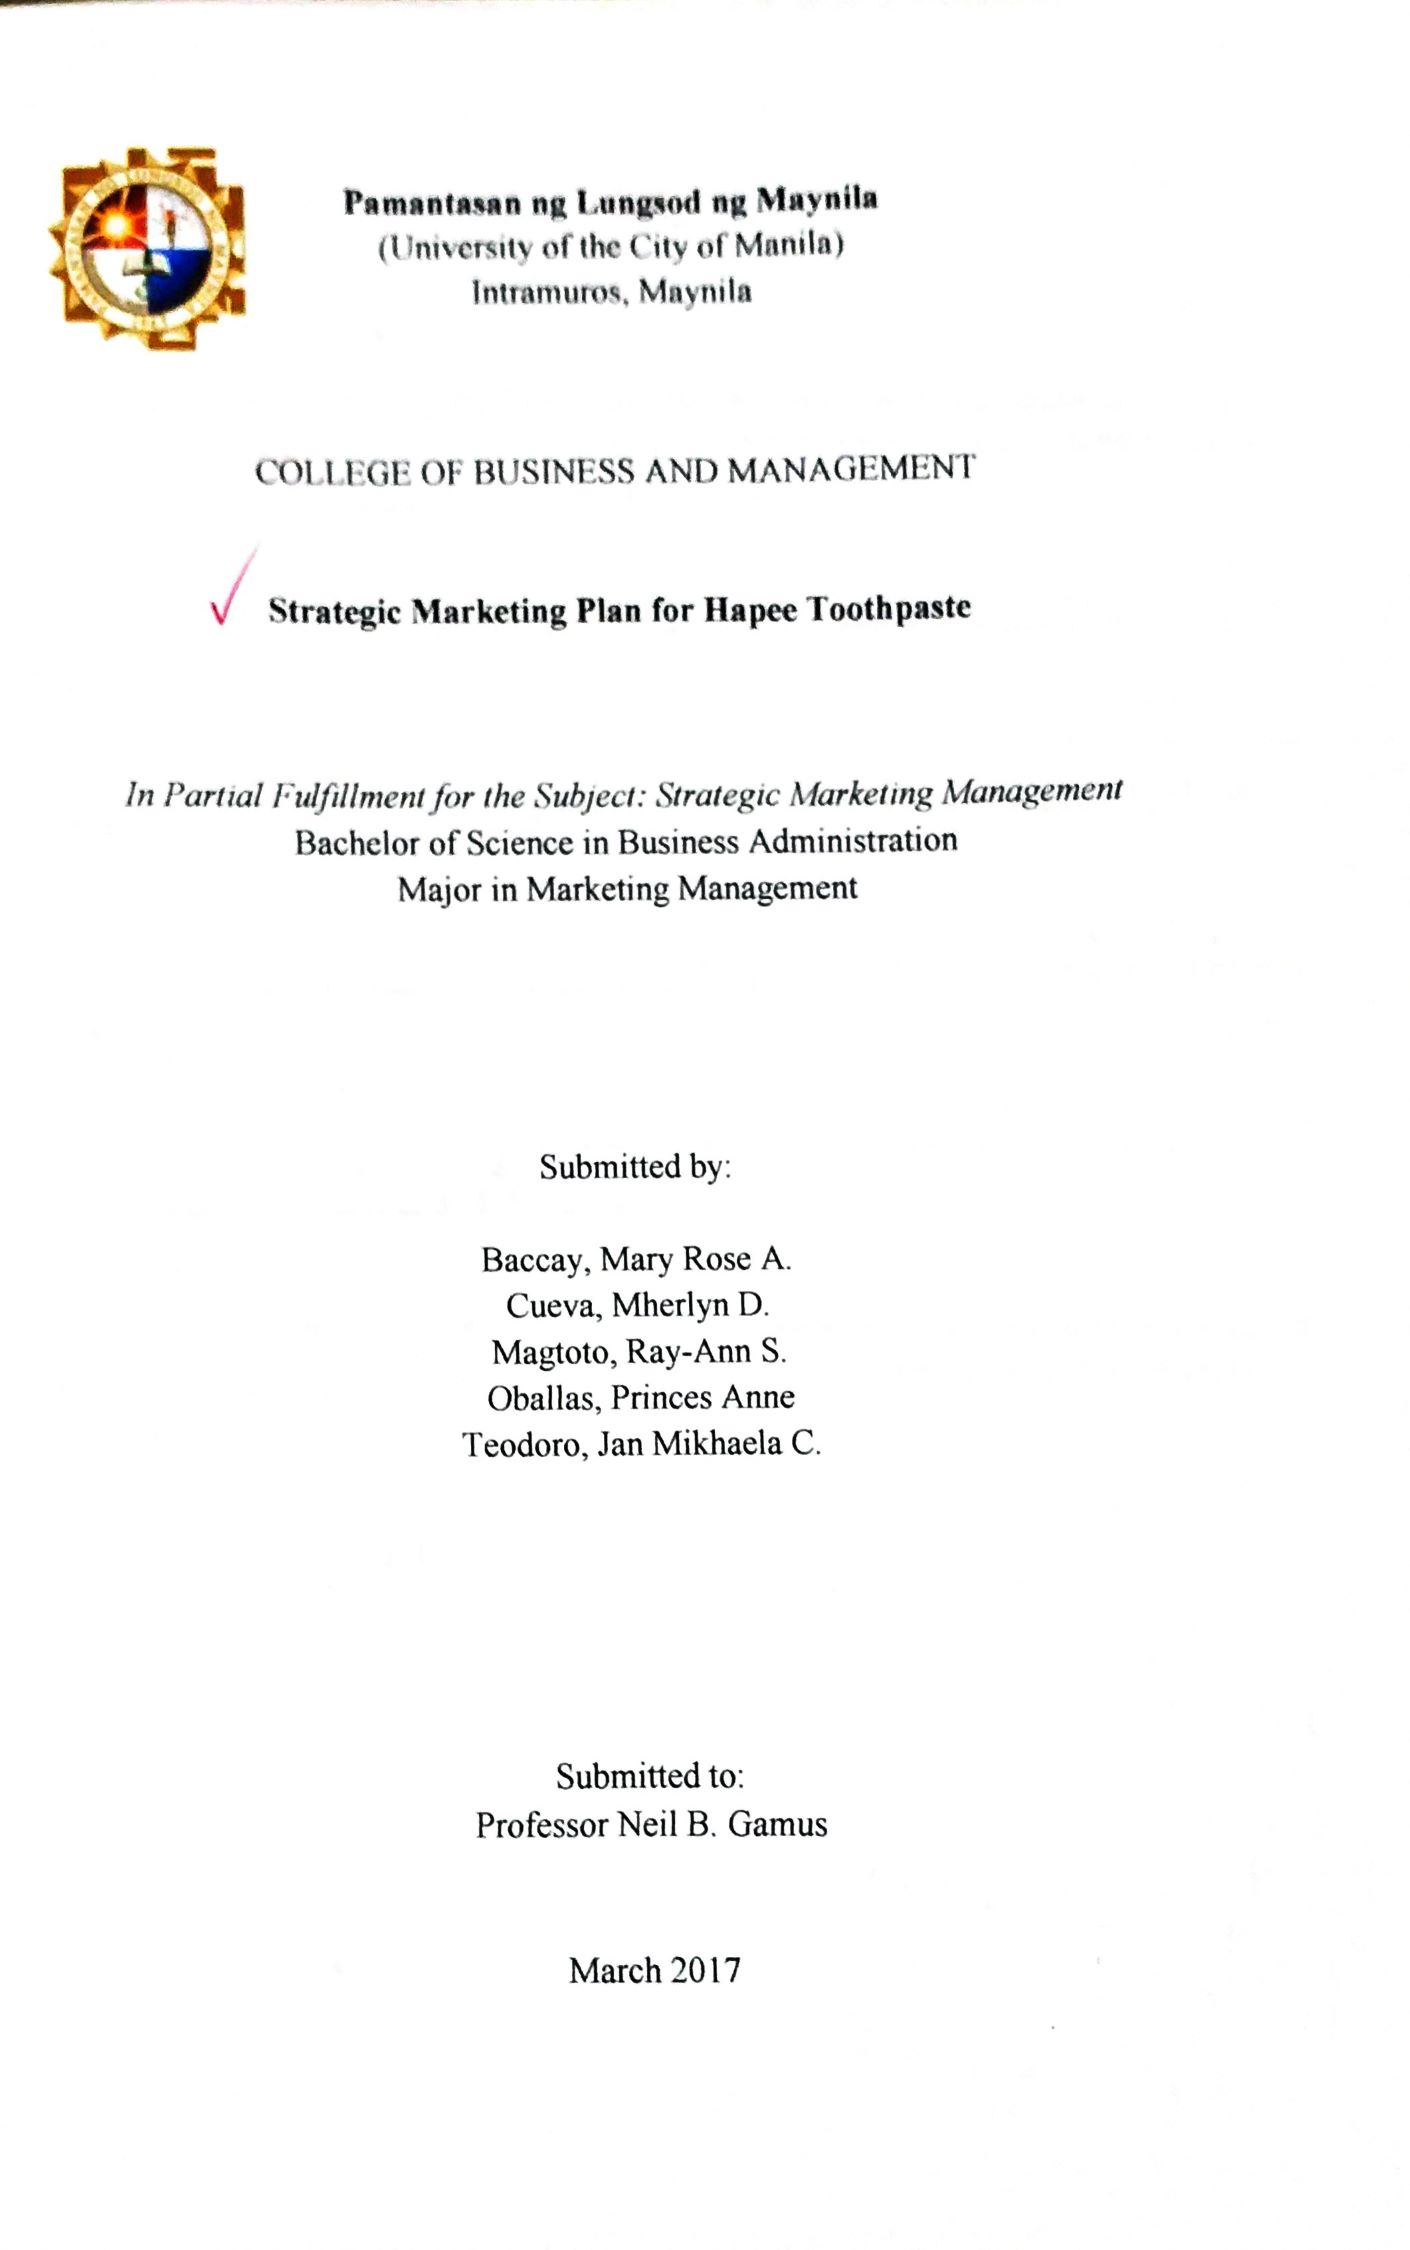 Pamantasan ng Lungsod ng Maynila
(University of the City of Manila)
Intramuros, Maynila
COLLEGE OF BUSINESS AND MANAGEMENT
Strategic Marketing Plan for Hapee Toothpaste
In Partial Fulfillment for the Subject: Strategic Marketing Management
Bachelor of Science in Business Administration
Major in Marketing Management
Submitted by:
Baccay, Mary Rose A.
Cueva, Mherlyn D.
Magtoto, Ray-Ann S.
Oballas, Princes Anne
Teodoro, Jan Mikhaela C.
Submitted to:
Professor Neil B. Gamus
March 2017